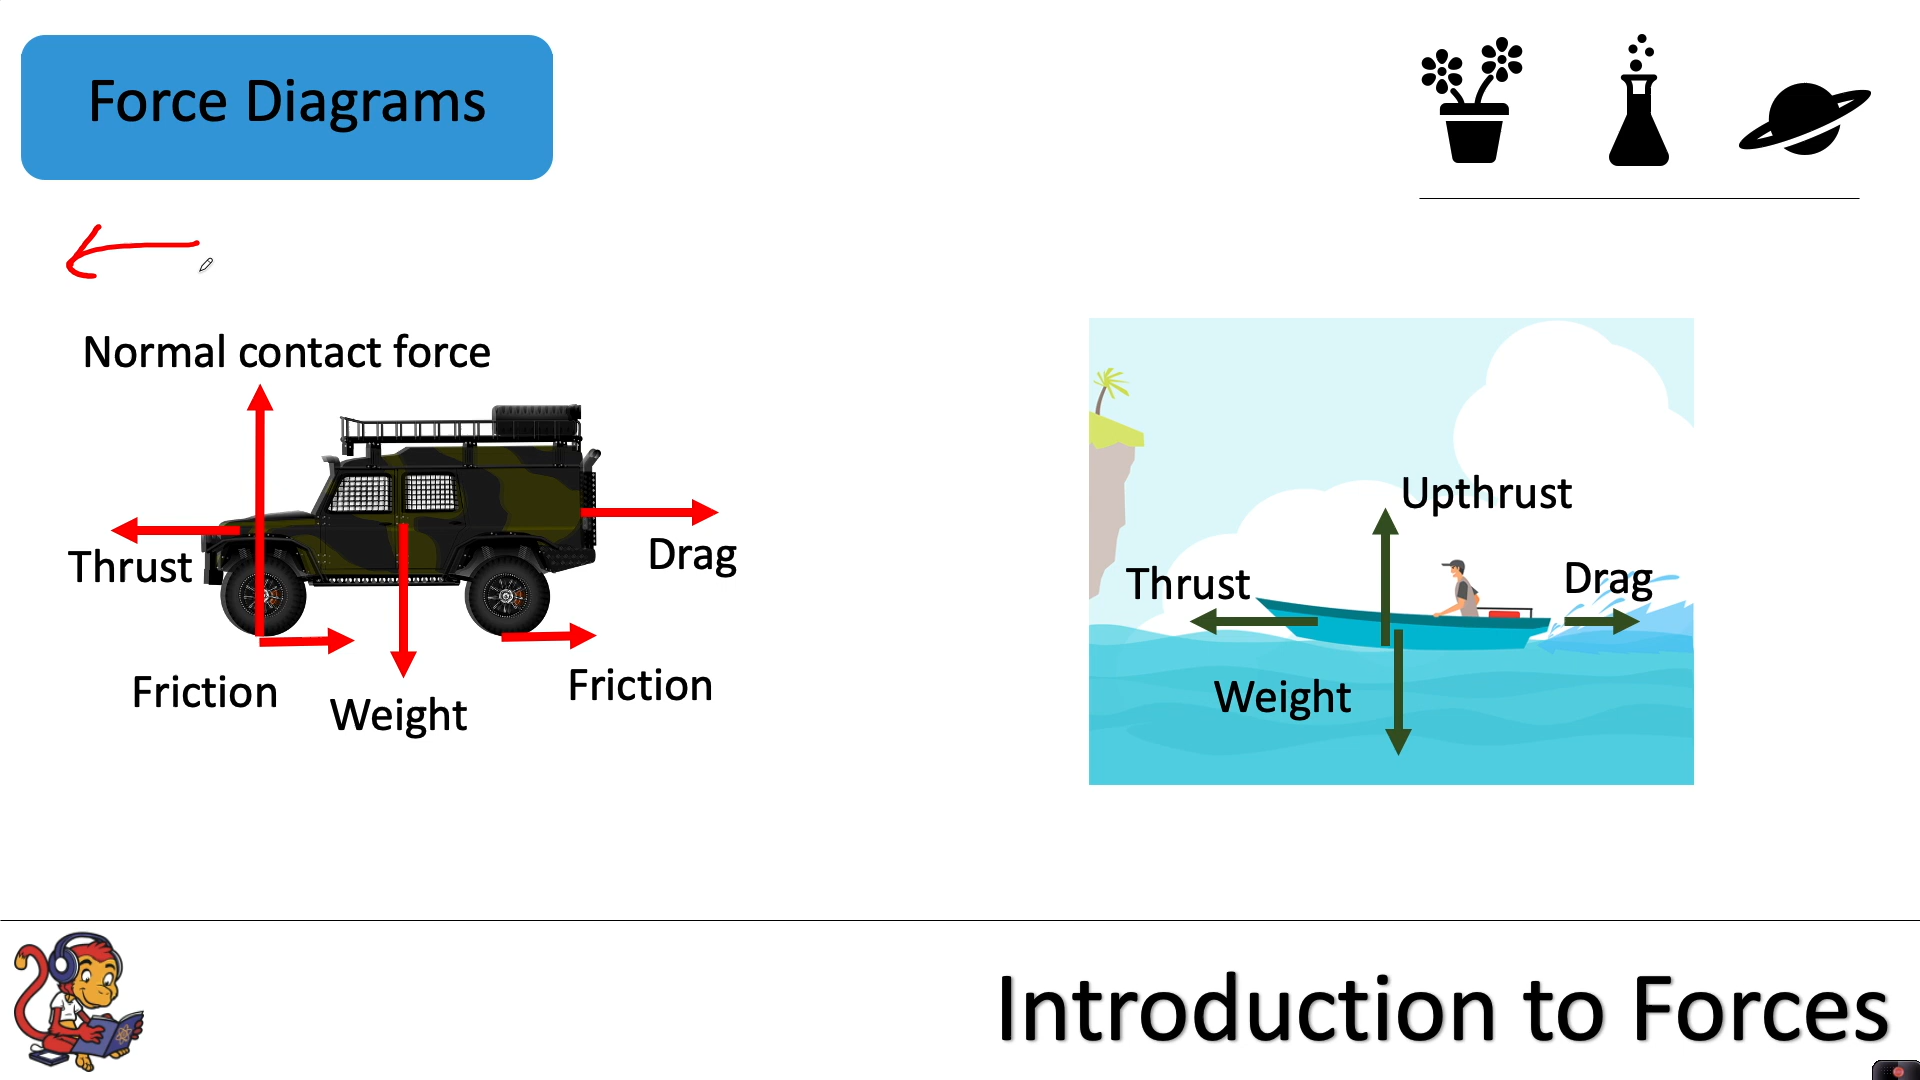 Force Diagrams
Normal contact force
Thrust
Drag
Friction
Weight
Friction
Upthrust
Thrust
Drag
Weight
Introduction to Forces